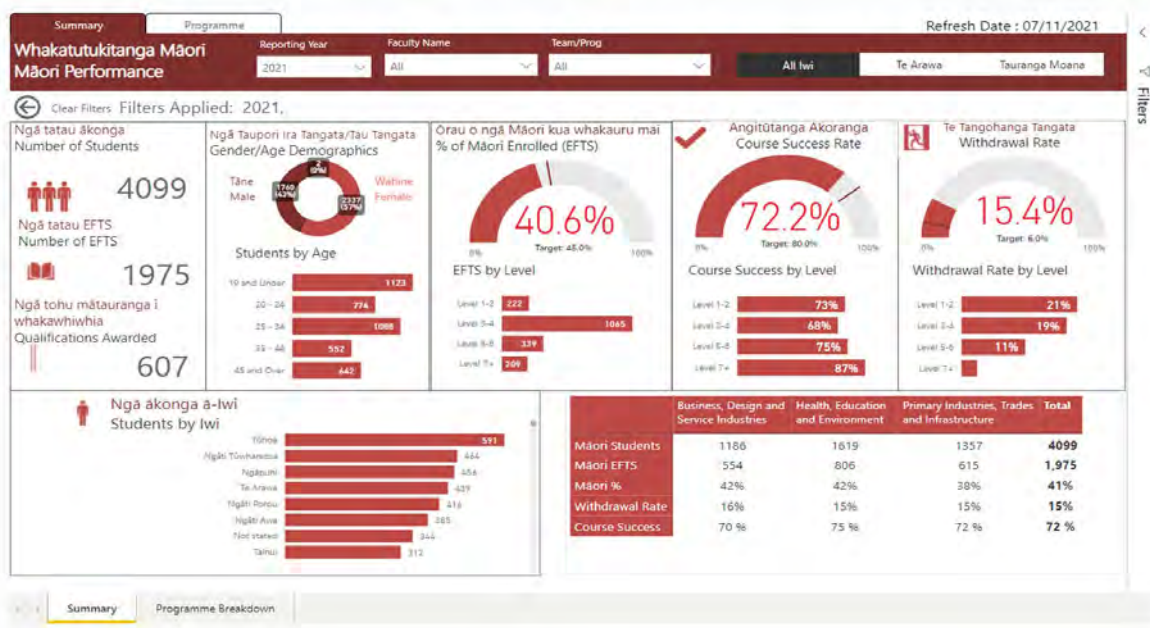 Summary
Programme
Refresh Date : 07/11/2021
Whakatutukitanga Māori
Māori Performance
Reporting Year
2021
Faculty Name
All
Team/Prog
All
All Iwi
Te Arawa
Tauranga Moana
Filters
Clear Filters
Filters Applied: 2021,
Ngā tatau ākonga
Number of Students
4099
Ngā tatau EFTS
Number of EFTS
1975
Ngā tohu mātauranga i
whakawhiwhia
Qualifications Awarded
607
Ngā Taupori ira Tangata/Tau Tangata
Gender/Age Demographics
Tāne
Male
Wahine
Female
2
(0%)
1760
(43%)
2337
(57%)
Students by Age
19 and Under 1123
20 - 24 774
25 - 34 1008
552
45 and Over 642
Ōrau o ngā Māori kua whakauru mai
% of Māori Enrolled (EFTS)
40.6%
Target: 45.0%
0% 100%
EFTS by Level
Level 1-2 222
Level 3-4 1065
339
Level 7+ 209
Angitūtanga Akoranga
Course Success Rate
72.2%
Target: 80.0%
0% 100%
Course Success by Level
Level 1-2 73%
Level 3-4 68%
75%
Level 7+ 87%
Te Tangohanga Tangata
Withdrawal Rate
15.4%
Target: 6.0%
0% 100%
Withdrawal Rate by Level
Level 1-2 21%
Level 3-4 19%
Level 5-6 11%
Level 7+
Ngā ākonga ā-Iwi
Students by Iwi
Tūhoe 591
Ngāti Tūwharetoa 464
Ngāpuhi 456
Te Arawa 439
Ngāti Porou 416
Ngāti Awa 385
Not stated 344
Tainui 312
Business, Design and Service Industries
Health, Education and Environment
Primary Industries, Trades and Infrastructure
Total
Māori Students 1186 1619 1357 4099
Māori EFTS 554 806 615 1,975
Māori % 42% 42% 38% 41%
Withdrawal Rate 16% 15% 15% 15%
Course Success 70 % 75 % 72 % 72 %
Summary
Programme Breakdown